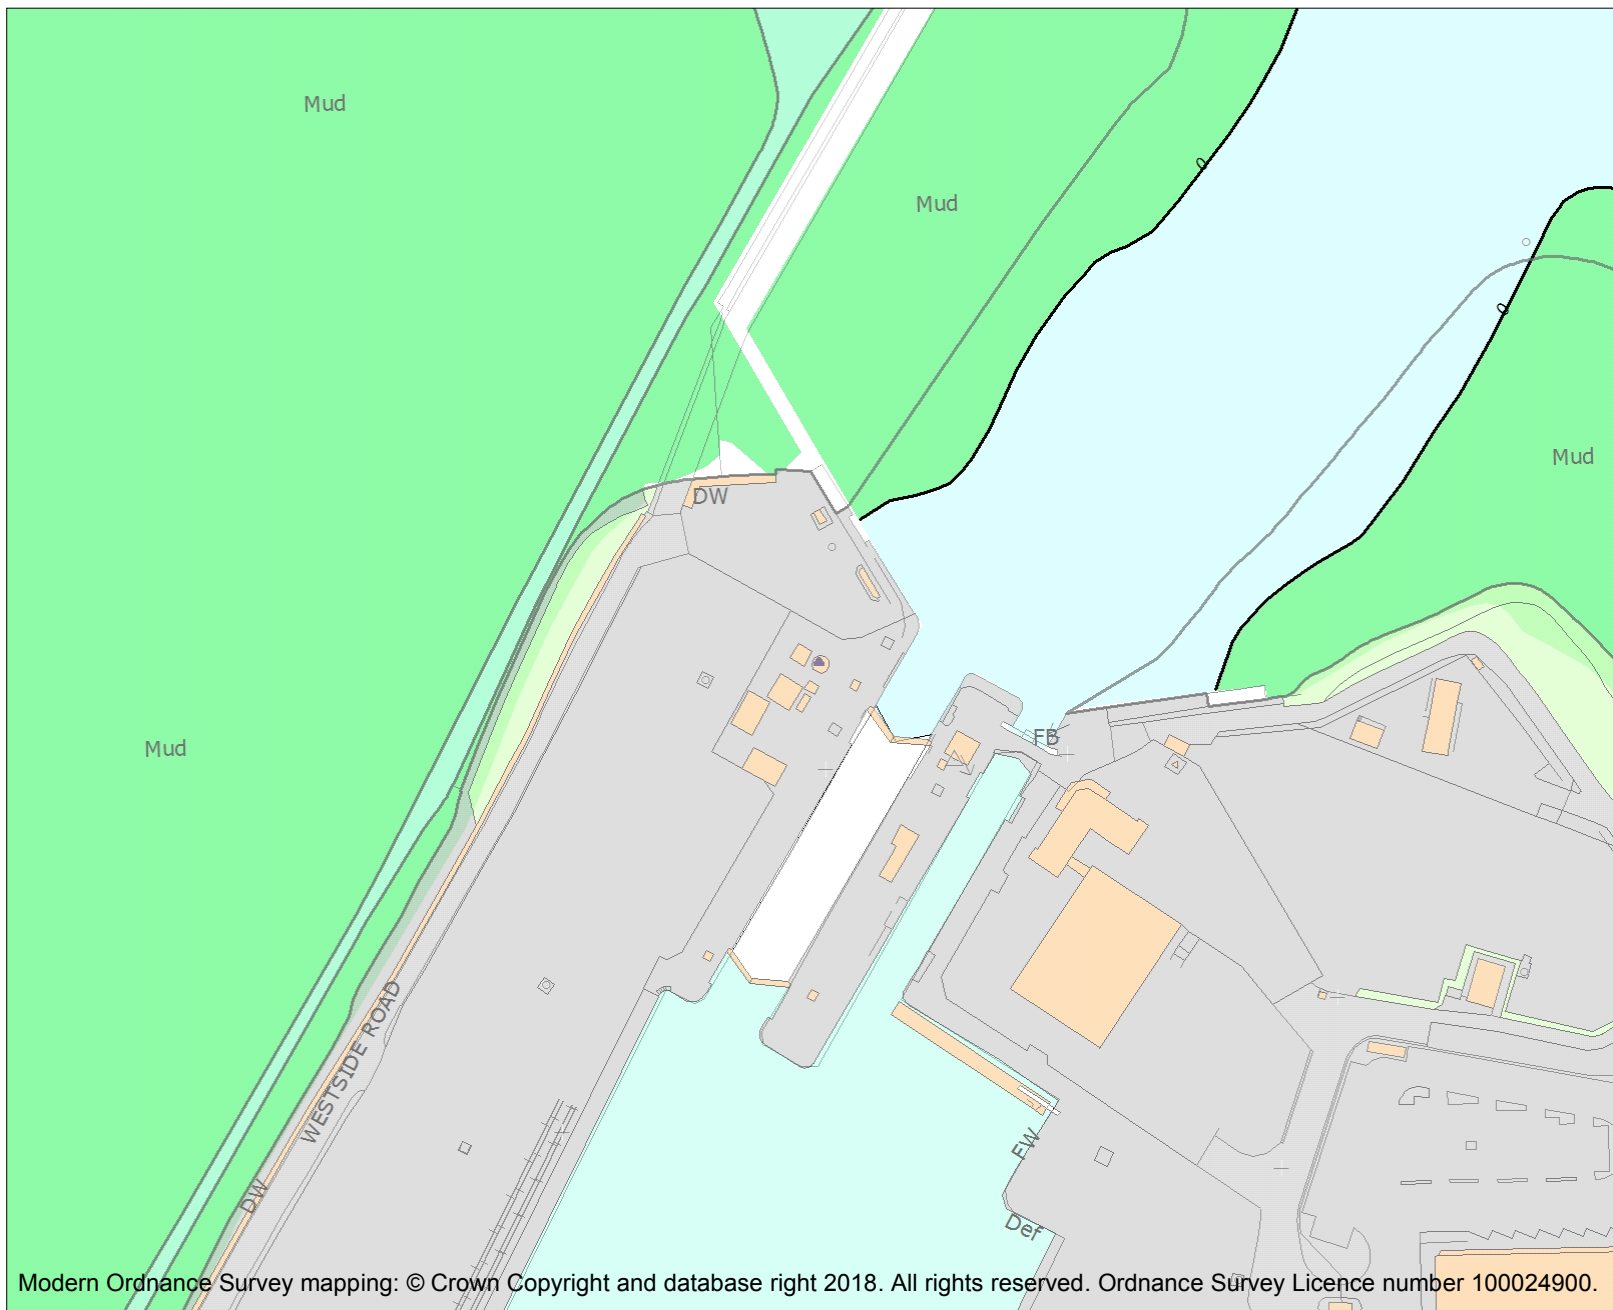 Mud
Mud
Mud
DW
FB
Mud
WESTSIDE ROAD
FW
DW
Def
Modern Ordnance Survey mapping: © Crown Copyright and database right 2018. All rights reserved. Ordnance Survey Licence number 100024900.